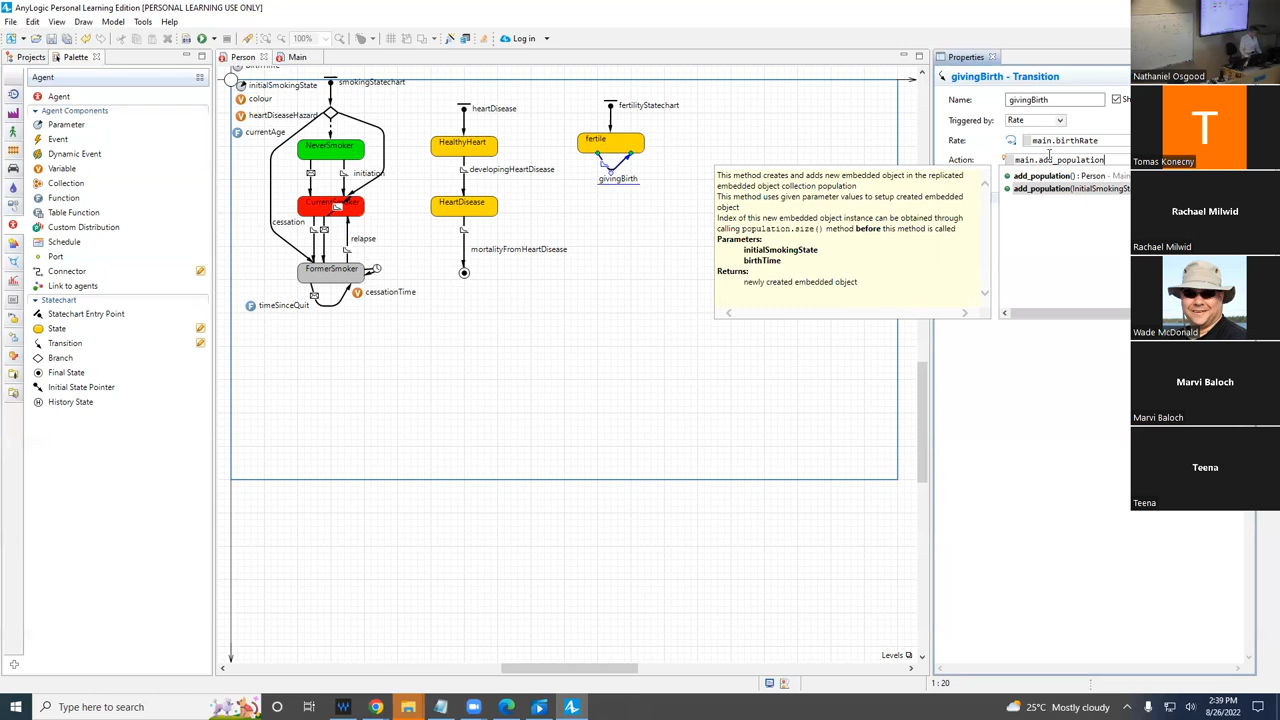 AnyLogic Personal Learning Edition [PERSONAL LEARNING USE ONLY]
File Edit View Draw Model Tools Help
100%
Log in
Projects Palette
Agent
Agent
Agent Components
Parameter
Event
Dynamic Event
Variable
Collection
Function
Table Function
Custom Distribution
Schedule
Port
Connector
Link to agents
Statechart
Statechart Entry Point
State
Transition
Branch
Final State
Initial State Pointer
History State
Person Main
initialSmokingState
colour
heartDiseaseHazard
currentAge
smokingStatechart
NeverSmoker
initiation
CurrentSmoker
cessation
relapse
FormerSmoker
cessationTime
timeSinceQuit
heartDisease
HealthyHeart
developingHeartDisease
HeartDisease
mortalityFromHeartDisease
fertilityStatechart
fertile
givingBirth
This method creates and adds new embedded object in the replicated
embedded object collection population
This method uses given parameter values to setup created embedded
object
Index of this new embedded object instance can be obtained through
calling population.size() method before this method is called
Parameters:
initialSmokingState
birthTime
Returns:
newly created embedded object
Levels
Properties
givingBirth - Transition
Name: givingBirth
Triggered by: Rate
Rate: main.birthRate
Action: main.add_population
add_population() : Person - Mai
add_population(InitialSmokingSt
1 : 20
Nathaniel Osgood
T
Tomas Konecny
Rachael Milwid
Rachael Milwid
Wade McDonald
Marvi Baloch
Marvi Baloch
Teena
Teena
Type here to search
25°C Mostly cloudy
2:39 PM
8/26/2022